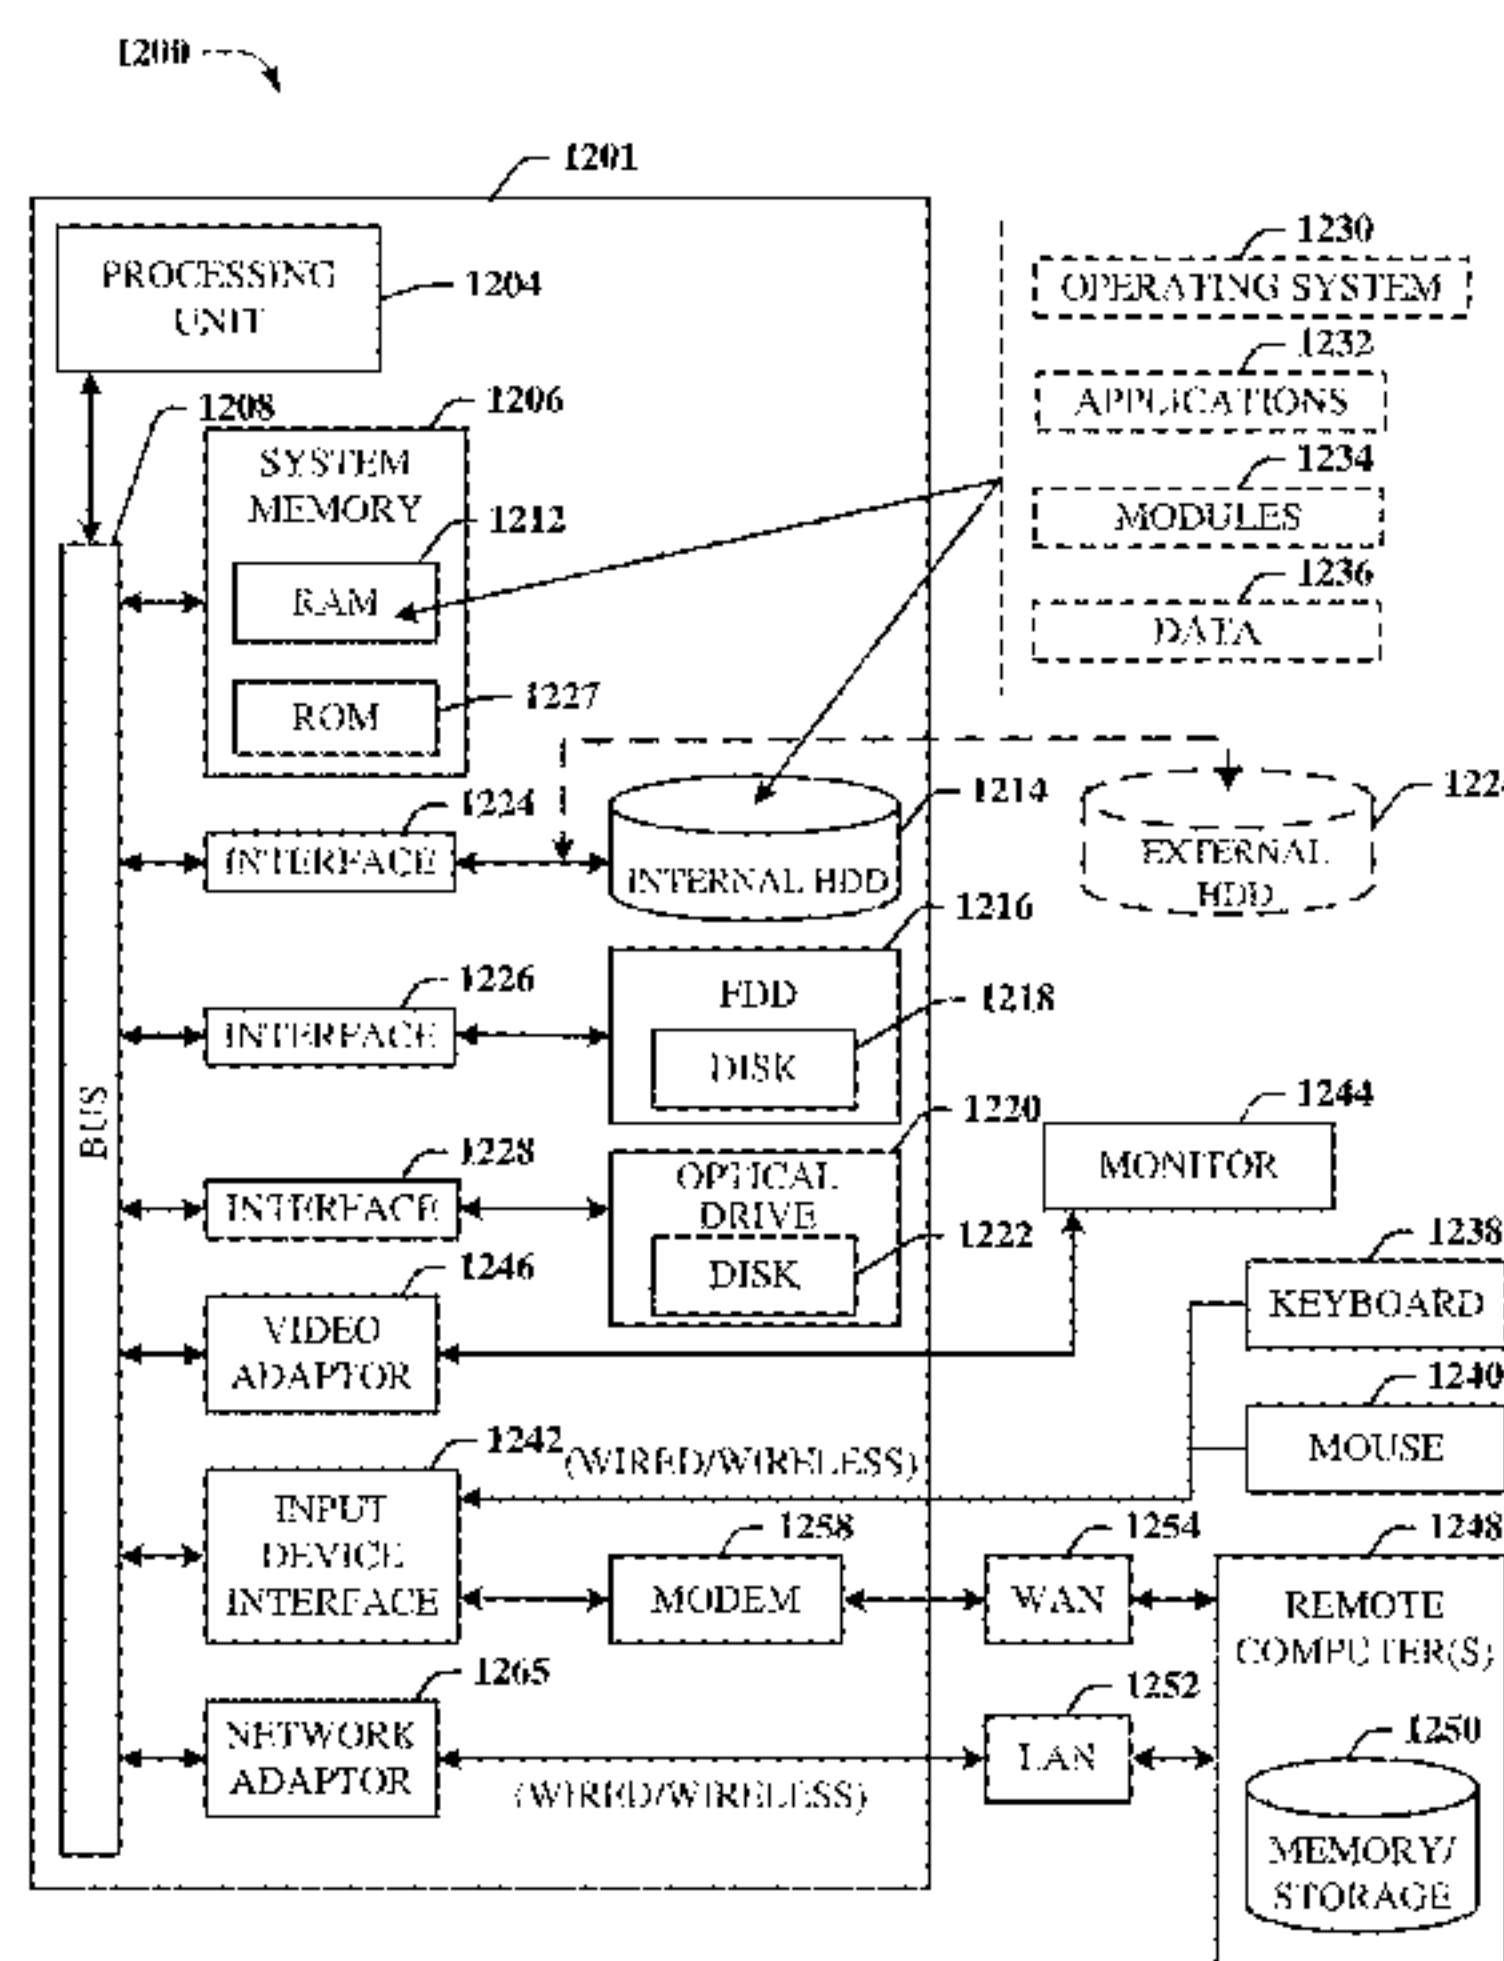 1200
1201
PROCESSING
UNIT
1204
1230
OPERATING SYSTEM
1232
APPLICATIONS
1234
MODULES
1236
DATA
1208
1206
SYSTEM
MEMORY
1212
RAM
1227
ROM
1224
INTERFACE
1214
INTERNAL HDD
EXTERNAL
HDD
1216
FDD
1226
INTERFACE
1218
DISK
BUS
1220
OPTICAL
DRIVE
1228
INTERFACE
1222
DISK
1244
MONITOR
1246
VIDEO
ADAPTOR
1238
KEYBOARD
1240
MOUSE
1242
(WIRED/WIRELESS)
INPUT
DEVICE
INTERFACE
1258
MODEM
1254
WAN
1248
REMOTE
COMPUTER(S)
1265
NETWORK
ADAPTOR
(WIRED/WIRELESS)
1252
LAN
1250
MEMORY/
STORAGE